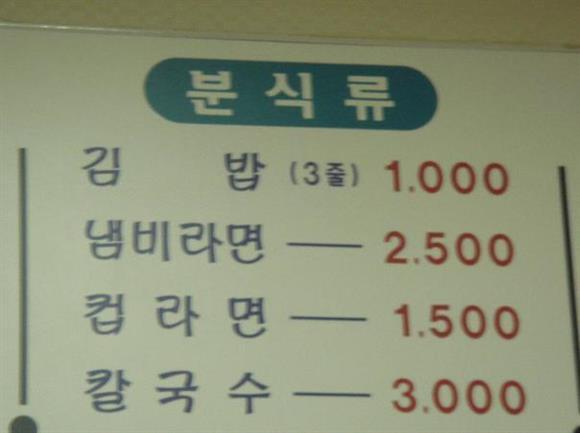 분식류
김 밥 (3줄) 1.000
냄비라면 — 2.500
컵라면 — 1.500
칼국수 — 3.000